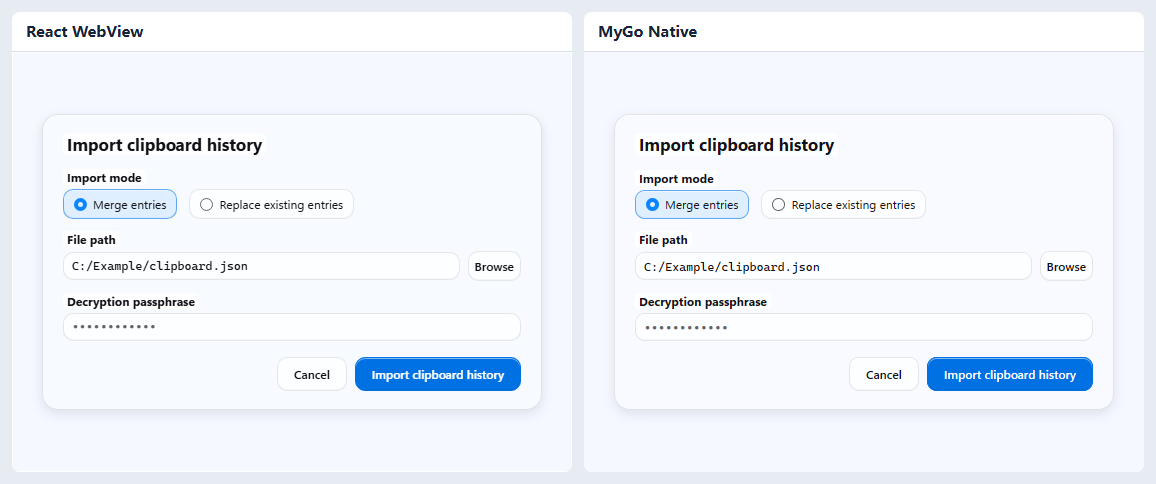 React WebView
Import clipboard history
Import mode
Merge entries
Replace existing entries
File path
C:/Example/clipboard.json
Browse
Decryption passphrase
••••••••••••
Cancel
Import clipboard history
MyGo Native
Import clipboard history
Import mode
Merge entries
Replace existing entries
File path
C:/Example/clipboard.json
Browse
Decryption passphrase
••••••••••••
Cancel
Import clipboard history